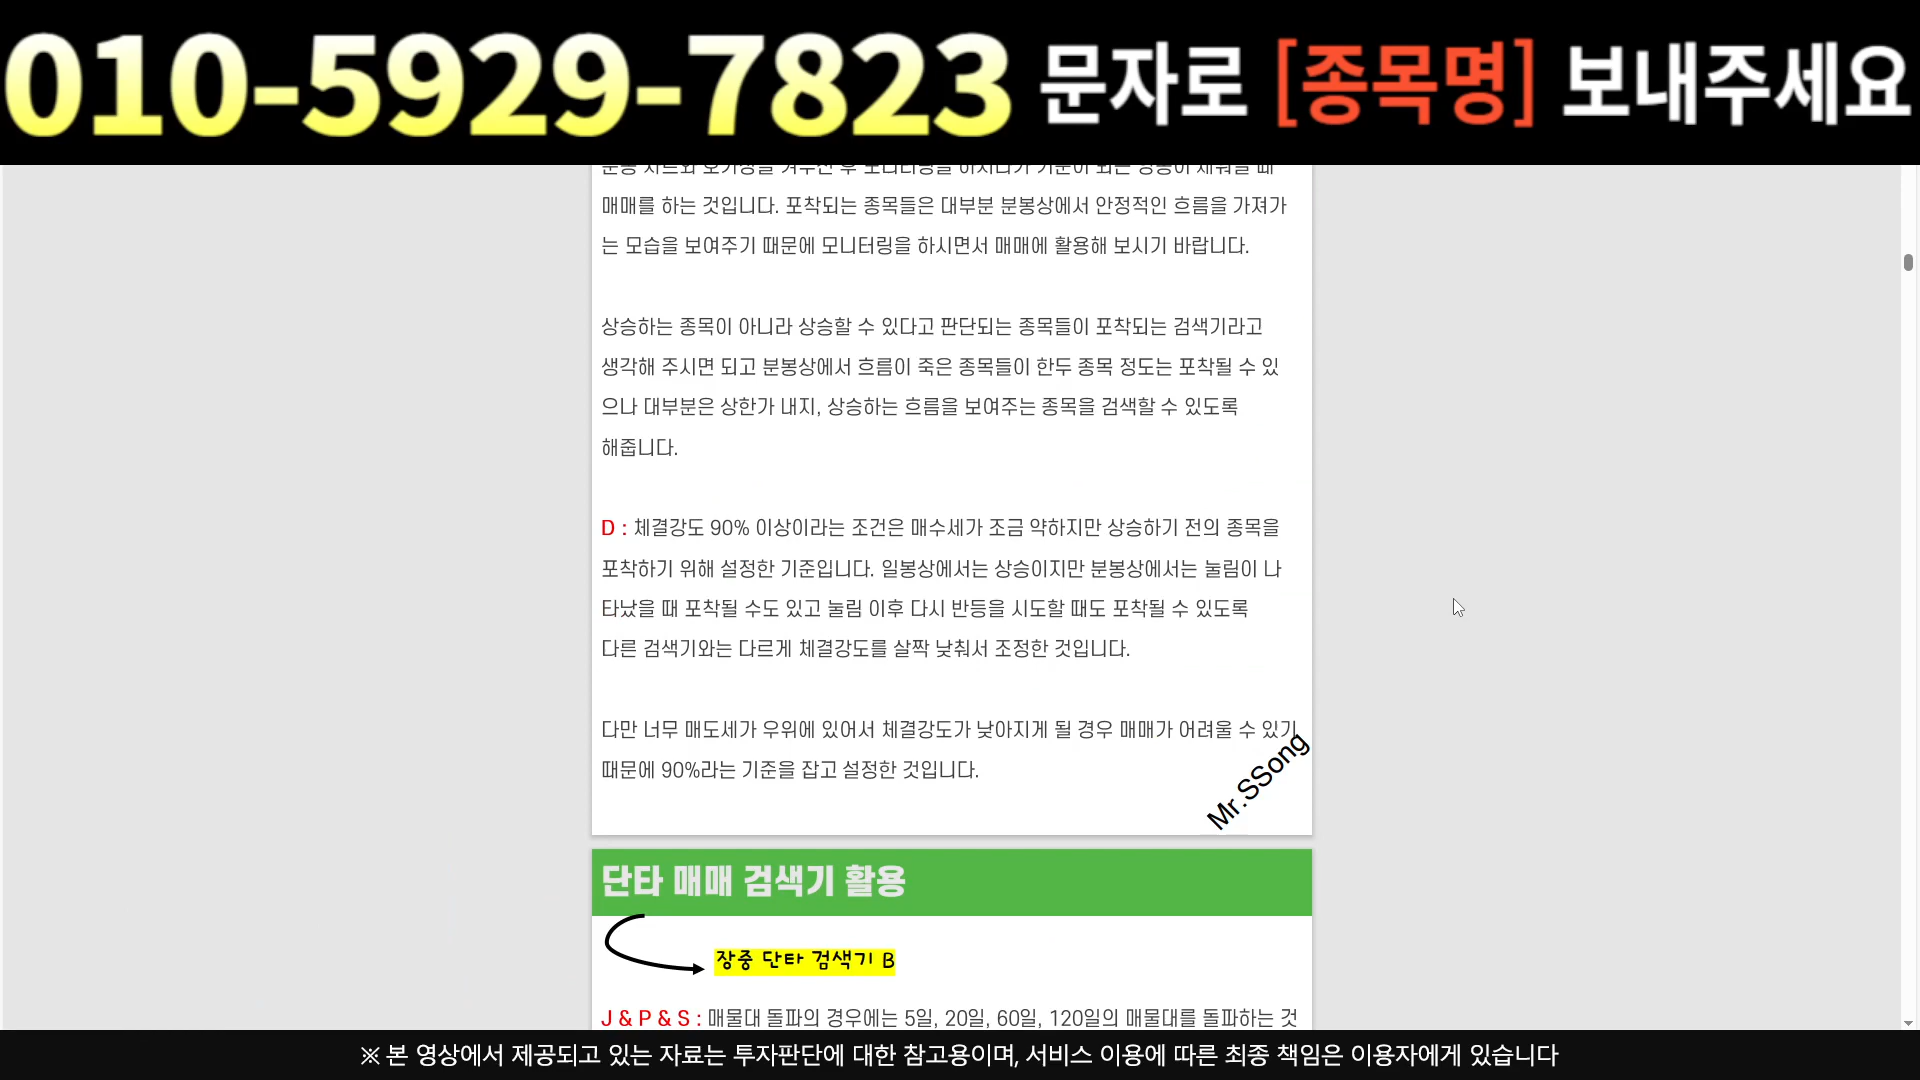 010-5929-7823 문자로 [종목명] 보내주세요
매매를 하는 것입니다. 포착되는 종목들은 대부분 분봉상에서 안정적인 흐름을 가져가
는 모습을 보여주기 때문에 모니터링을 하시면서 매매에 활용해 보시기 바랍니다.
상승하는 종목이 아니라 상승할 수 있다고 판단되는 종목들이 포착되는 검색기라고
생각해 주시면 되고 분봉상에서 흐름이 죽은 종목들이 한두 종목 정도는 포착될 수 있
으나 대부분은 상한가 내지, 상승하는 흐름을 보여주는 종목을 검색할 수 있도록
해줍니다.
D : 체결강도 90% 이상이라는 조건은 매수세가 조금 약하지만 상승하기 전의 종목을
포착하기 위해 설정한 기준입니다. 일봉상에서는 상승이지만 분봉상에서는 눌림이 나
타났을 때 포착될 수도 있고 눌림 이후 다시 반등을 시도할 때도 포착될 수 있도록
다른 검색기와는 다르게 체결강도를 살짝 낮춰서 조정한 것입니다.
다만 너무 매도세가 우위에 있어서 체결강도가 낮아지게 될 경우 매매가 어려울 수 있기
때문에 90%라는 기준을 잡고 설정한 것입니다.
Mr.SSong
단타 매매 검색기 활용
장중 단타 검색기 B
J & P & S : 매물대 돌파의 경우에는 5일, 20일, 60일, 120일의 매물대를 돌파하는 것
※ 본 영상에서 제공되고 있는 자료는 투자판단에 대한 참고용이며, 서비스 이용에 따른 최종 책임은 이용자에게 있습니다